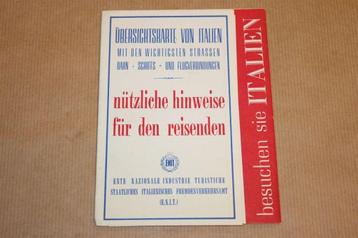 ÜBERSICHTSKARTE VON ITALIEN
MIT DEN WICHTIGSTEN STRASSEN
BAHN - SCHIFFS - UND FLUGVERBINDUNGEN
nützliche hinweise
für den reisenden
ENIT
ENTE NAZIONALE INDUSTRIE TURISTICHE
STAATLICHES ITALIENISCHES FREMDENVERKEHRSAMT
(E.N.I.T.)
besuchen sie ITALIEN